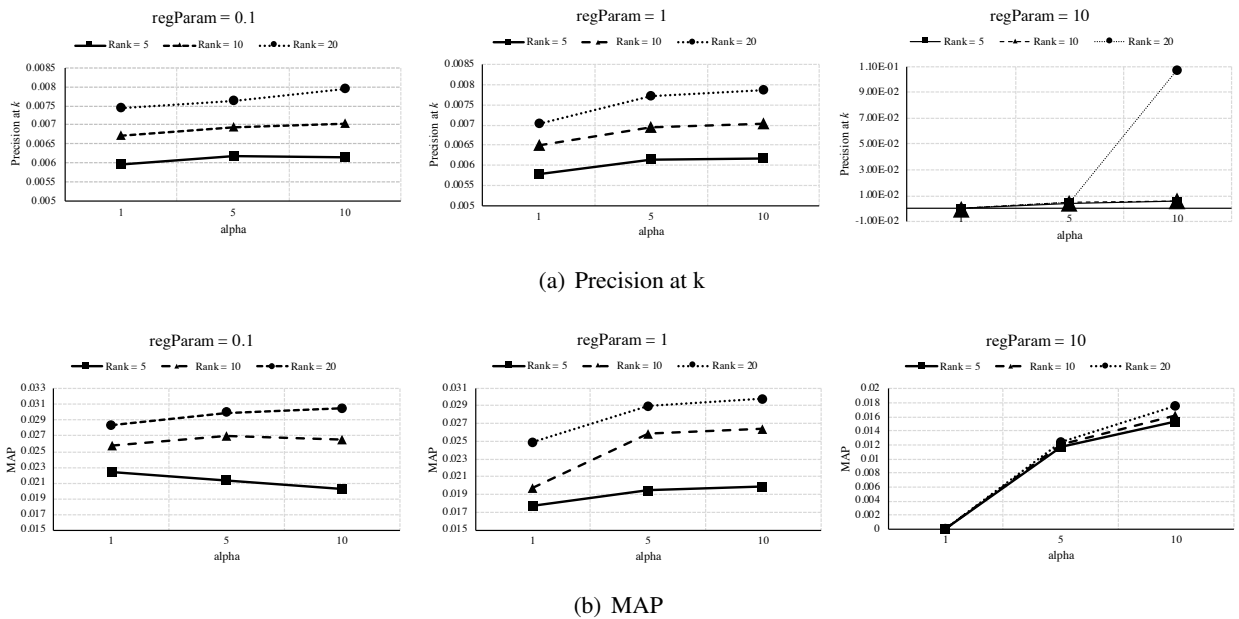 regParam = 0.1
Rank = 5 Rank = 10 Rank = 20
0.0085
0.008
0.0075
0.007
0.0065
0.006
0.0055
0.005
Precision at k
1 5 10
alpha
regParam = 1
Rank = 5 Rank = 10 Rank = 20
0.0085
0.008
0.0075
0.007
0.0065
0.006
0.0055
0.005
Precision at k
1 5 10
alpha
regParam = 10
Rank = 5 Rank = 10 Rank = 20
1.10E-01
9.00E-02
7.00E-02
5.00E-02
3.00E-02
1.00E-02
-1.00E-02
Precision at k
1 5 10
alpha
(a) Precision at k
regParam = 0.1
Rank = 5 Rank = 10 Rank = 20
0.033
0.031
0.029
0.027
0.025
0.023
0.021
0.019
0.017
0.015
MAP
1 5 10
alpha
regParam = 1
Rank = 5 Rank = 10 Rank = 20
0.031
0.029
0.027
0.025
0.023
0.021
0.019
0.017
0.015
MAP
1 5 10
alpha
regParam = 10
Rank = 5 Rank = 10 Rank = 20
0.02
0.018
0.016
0.014
0.012
0.01
0.008
0.006
0.004
0.002
0
MAP
1 5 10
alpha
(b) MAP